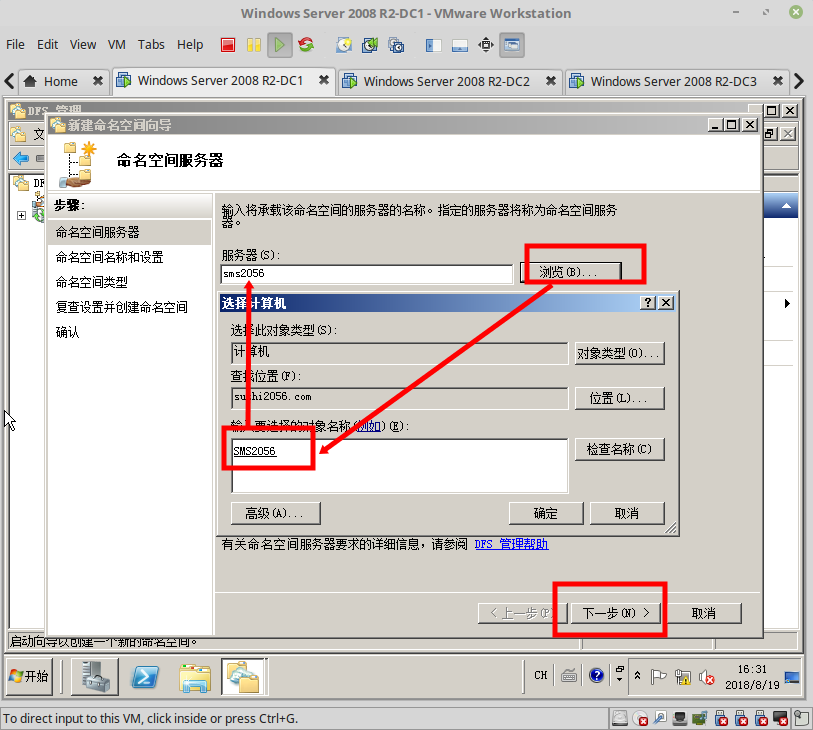 Windows Server 2008 R2-DC1 - VMware Workstation
File Edit View VM Tabs Help
Home
Windows Server 2008 R2-DC1
Windows Server 2008 R2-DC2
Windows Server 2008 R2-DC3
DFS 管理
新建命名空间向导
文
命名空间服务器
步骤:
命名空间服务器
命名空间名称和设置
命名空间类型
复查设置并创建命名空间
确认
输入将承载该命名空间的服务器的名称。指定的服务器将称为命名空间服务
器。
服务器(S):
sms2056
浏览(B)...
选择计算机
选择此对象类型(S):
计算机
对象类型(O)...
查找位置(F):
位置(L)...
输入要选择的对象名称(例如)(E):
SMS2056
检查名称(C)
高级(A)...
确定
取消
有关命名空间服务器要求的详细信息，请参阅 DFS 管理帮助
< 上一步(P)
下一步(N) >
取消
启动向导以创建一个新的命名空间。
开始
CH
16:31
2018/8/19
To direct input to this VM, click inside or press Ctrl+G.